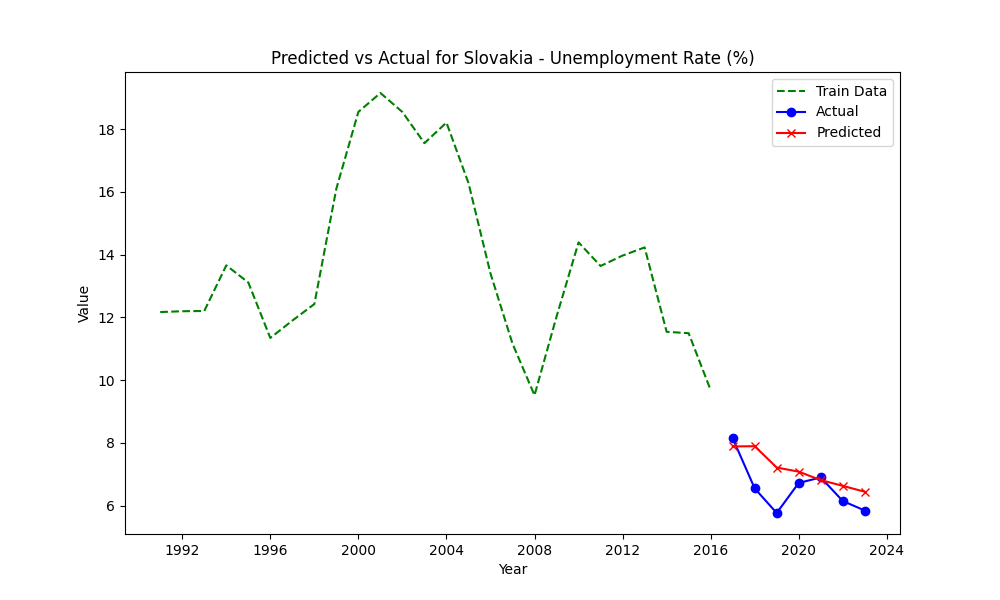 Predicted vs Actual for Slovakia - Unemployment Rate (%)
Train Data
Actual
Predicted
Value
18
16
14
12
10
8
6
1992 1996 2000 2004 2008 2012 2016 2020 2024
Year